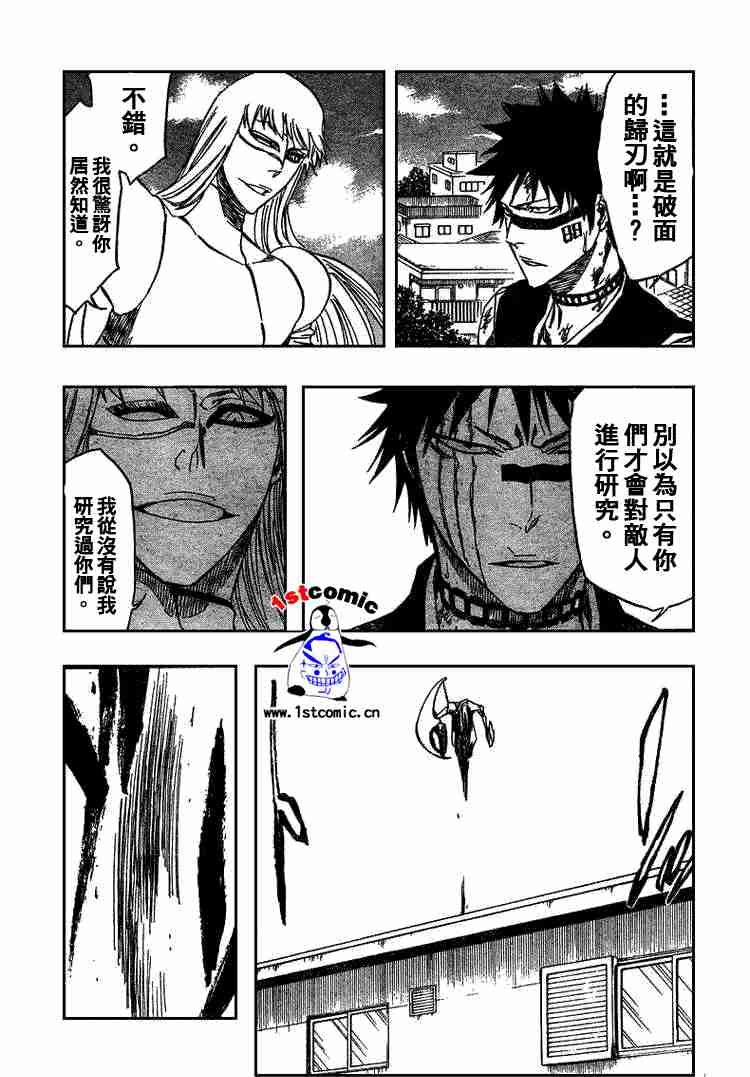 …這就是破面
的歸刃啊…?
不錯。
我很驚訝你
居然知道。
別以為只有你
們才會對敵人
進行研究。
我從沒有說我
研究過你們。
1stcomic
www.1stcomic.cn